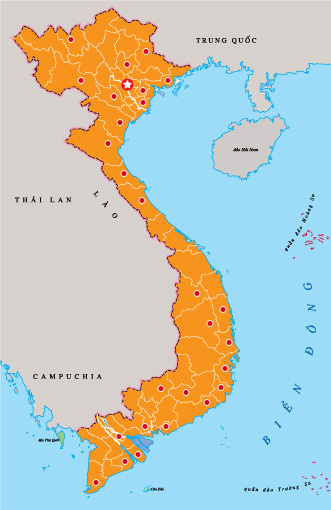 TRUNG QUỐC
đảo Hải Nam
THÁI LAN
LÀO
quần đảo Hoàng Sa
BIỂN ĐÔNG
CAMPUCHIA
đảo Phú Quốc
Côn Đảo
quần đảo Trường Sa